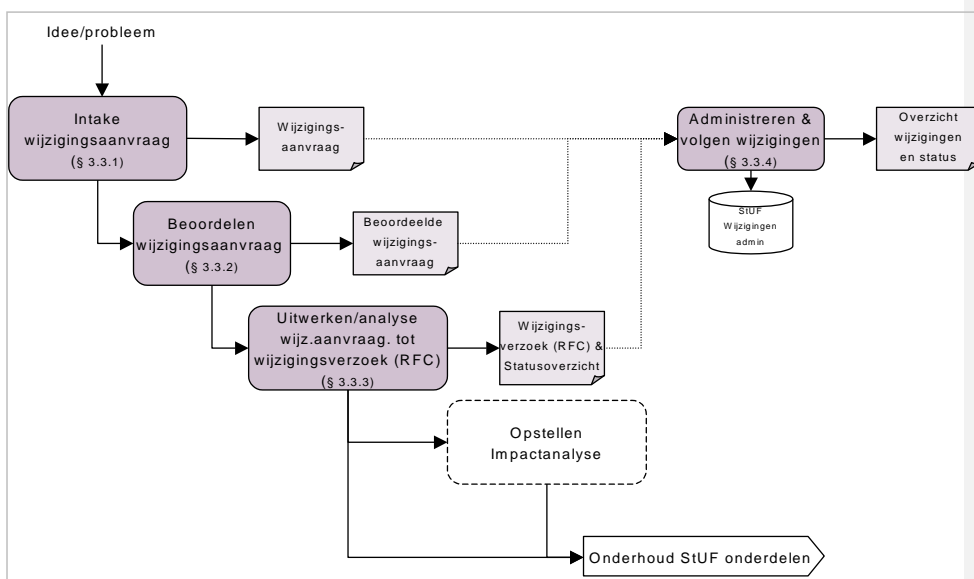 Idee/probleem
Intake
wijzigingsaanvraag
(§ 3.3.1)
Wijzigings-
aanvraag
Administreren &
volgen wijzigingen
(§ 3.3.4)
Overzicht
wijzigingen
en status
StUF
Wijzigingen
admin
Beoordelen
wijzigingsaanvraag
(§ 3.3.2)
Beoordeelde
wijzigings-
aanvraag
Uitwerken/analyse
wijz.aanvraag. tot
wijzigingsverzoek (RFC)
(§ 3.3.3)
Wijzigings-
verzoek (RFC) &
Statusoverzicht
Opstellen
Impactanalyse
Onderhoud StUF onderdelen